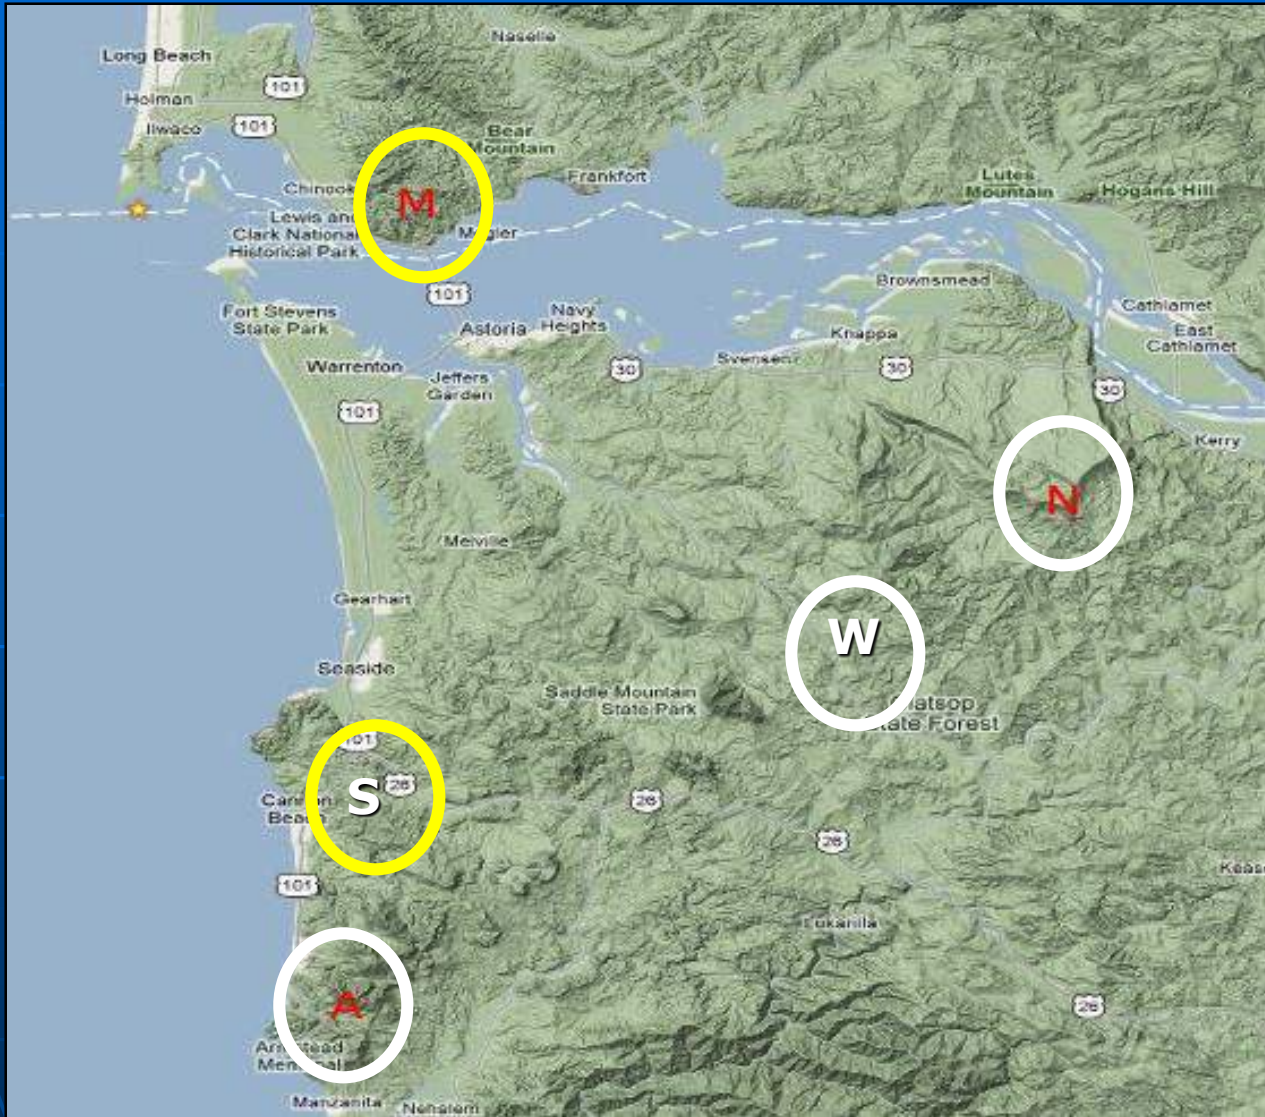 Naselle
Long Beach
101
Holman
Ilwaco
101
Bear
Mountain
Frankfort
Lutes
Mountain
Hogans Hill
Chinook
M
Lewis and
Clark National
Historical Park
Megler
101
Brownsmead
Fort Stevens
State Park
Navy
Heights
Astoria
Cathlamet
East
Cathlamet
Knappa
Svensen
Warrenton
30
30
30
Jeffers
Garden
101
Kerry
N
Melville
Gearhart
W
Seaside
Saddle Mountain
State Park
Clatsop
State Forest
101
26
S
Cannon
Beach
26
26
101
A
26
Manzanita
Nehalem